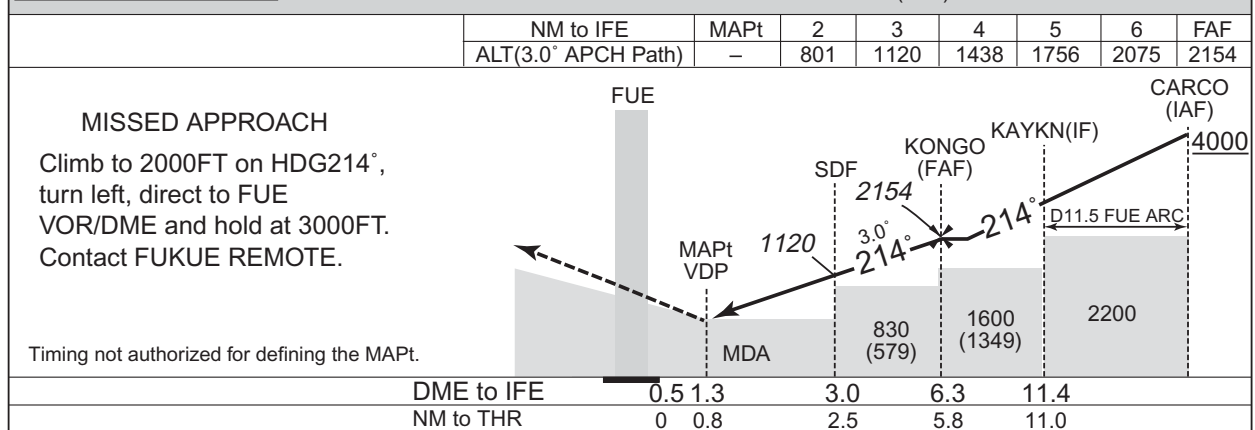 NM to IFE MAPt 2 3 4 5 6 FAF
ALT(3.0˚ APCH Path) – 801 1120 1438 1756 2075 2154
MISSED APPROACH
Climb to 2000FT on HDG214˚,
turn left, direct to FUE
VOR/DME and hold at 3000FT.
Contact FUKUE REMOTE.
Timing not authorized for defining the MAPt.
FUE
CARCO
(IAF)
4000
KAYKN(IF)
KONGO
(FAF)
SDF
2154
D11.5 FUE ARC
214˚
3.0˚
214˚
1120
MAPt
VDP
MDA
830
(579)
1600
(1349)
2200
DME to IFE 0.5 1.3 3.0 6.3 11.4
NM to THR 0 0.8 2.5 5.8 11.0